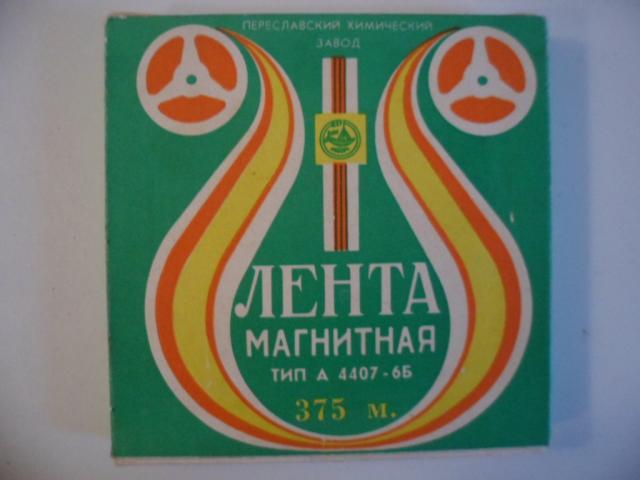 ПЕРЕСЛАВСКИЙ ХИМИЧЕСКИЙ
ЗАВОД
ЛЕНТА
МАГНИТНАЯ
ТИП А 4407-6Б
375 м.